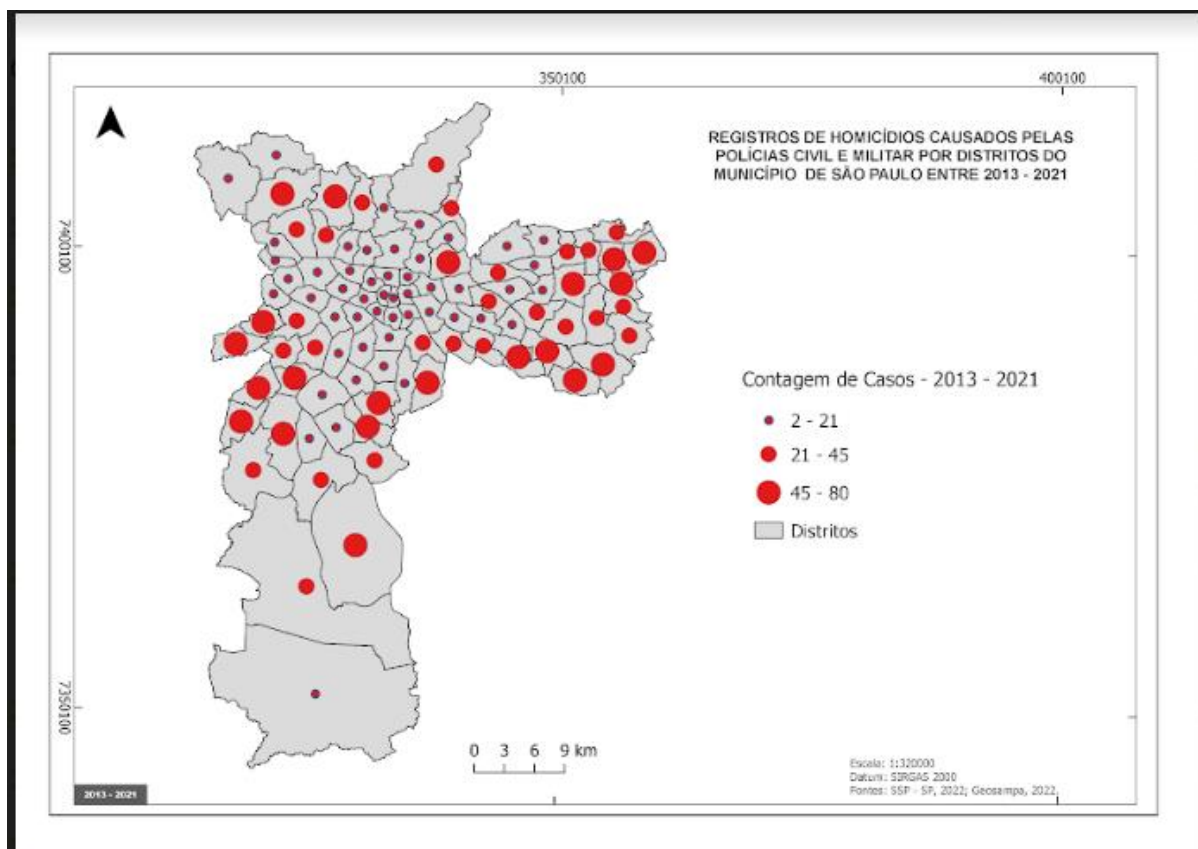 350100
400100
REGISTROS DE HOMICÍDIOS CAUSADOS PELAS
POLÍCIAS CIVIL E MILITAR POR DISTRITOS DO
MUNICÍPIO DE SÃO PAULO ENTRE 2013 - 2021
7400100
Contagem de Casos - 2013 - 2021
2 - 21
21 - 45
45 - 80
Distritos
7350100
0 3 6 9 km
Escala: 1:320000
Datum: SIRGAS 2000
Fontes: SSP - SP, 2022; Geosampa, 2022.
2013 - 2021